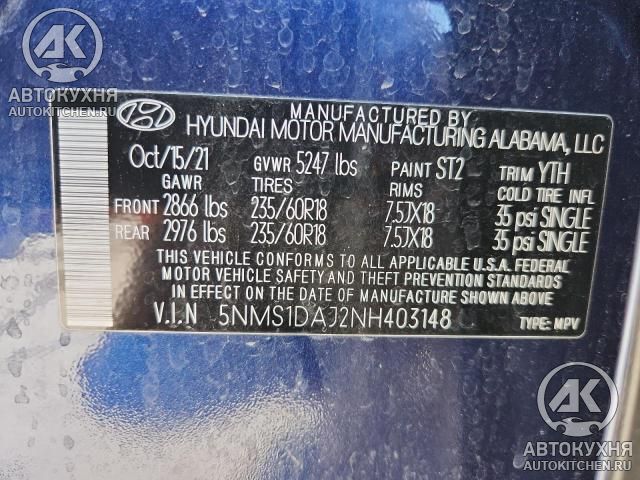 АВТОКУХНЯ
AUTOKITCHEN.RU
MANUFACTURED BY
HYUNDAI MOTOR MANUFACTURING ALABAMA, LLC
Oct/15/21 GVWR 5247 lbs PAINT ST2 TRIM YTH
GAWR TIRES RIMS COLD TIRE INFL
FRONT 2866 lbs 235/60R18 7.5JX18 35 psi SINGLE
REAR 2976 lbs 235/60R18 7.5JX18 35 psi SINGLE
THIS VEHICLE CONFORMS TO ALL APPLICABLE U.S.A. FEDERAL
MOTOR VEHICLE SAFETY AND THEFT PREVENTION STANDARDS
IN EFFECT ON THE DATE OF MANUFACTURE SHOWN ABOVE.
V.I.N 5NMS1DAJ2NH403148 TYPE: MPV
АК
АВТОКУХНЯ
AUTOKITCHEN.RU